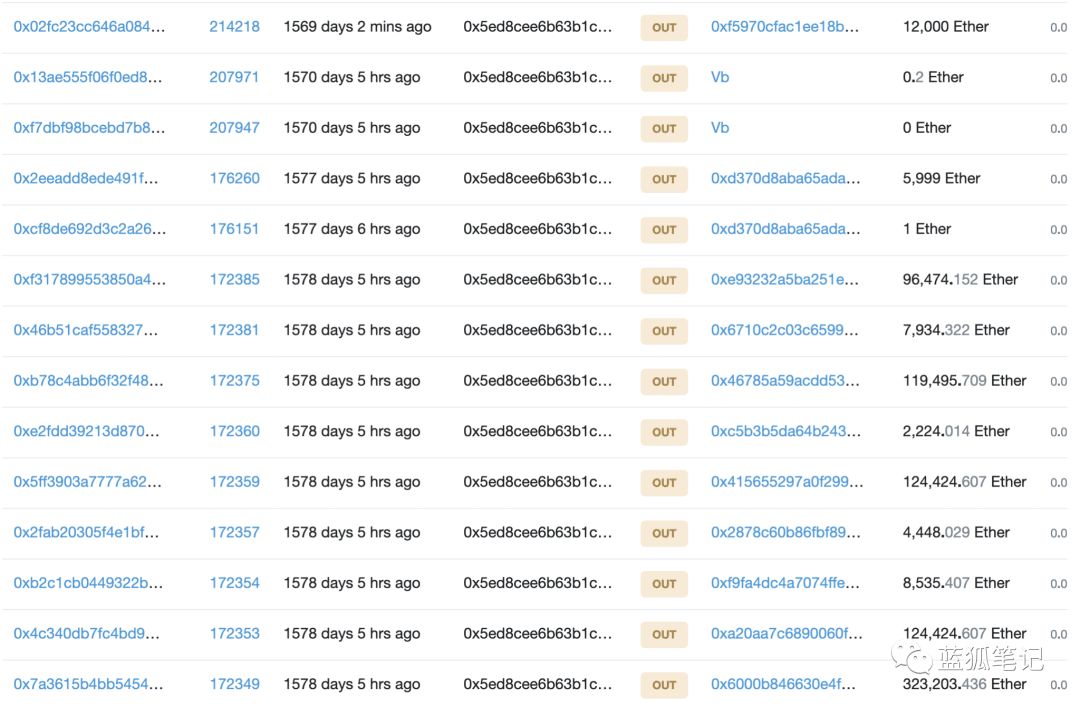 0x02fc23cc646a084... 214218 1569 days 2 mins ago 0x5ed8cee6b63b1c... OUT 0xf5970cfac1ee18b... 12,000 Ether 0.0
0x13ae555f06f0ed8... 207971 1570 days 5 hrs ago 0x5ed8cee6b63b1c... OUT Vb 0.2 Ether 0.0
0xf7dbf98bcebd7b8... 207947 1570 days 5 hrs ago 0x5ed8cee6b63b1c... OUT Vb 0 Ether 0.0
0x2eeadd8ede491f... 176260 1577 days 5 hrs ago 0x5ed8cee6b63b1c... OUT 0xd370d8aba65ada... 5,999 Ether 0.0
0xcf8de692d3c2a26... 176151 1577 days 6 hrs ago 0x5ed8cee6b63b1c... OUT 0xd370d8aba65ada... 1 Ether 0.0
0xf317899553850a4... 172385 1578 days 5 hrs ago 0x5ed8cee6b63b1c... OUT 0xe93232a5ba251e... 96,474.152 Ether 0.0
0x46b51caf558327... 172381 1578 days 5 hrs ago 0x5ed8cee6b63b1c... OUT 0x6710c2c03c6599... 7,934.322 Ether 0.0
0xb78c4abb6f32f48... 172375 1578 days 5 hrs ago 0x5ed8cee6b63b1c... OUT 0x46785a59acdd53... 119,495.709 Ether 0.0
0xe2fdd39213d870... 172360 1578 days 5 hrs ago 0x5ed8cee6b63b1c... OUT 0xc5b3b5da64b243... 2,224.014 Ether 0.0
0x5ff3903a7777a62... 172359 1578 days 5 hrs ago 0x5ed8cee6b63b1c... OUT 0x415655297a0f299... 124,424.607 Ether 0.0
0x2fab20305f4e1bf... 172357 1578 days 5 hrs ago 0x5ed8cee6b63b1c... OUT 0x2878c60b86fbf89... 4,448.029 Ether 0.0
0xb2c1cb0449322b... 172354 1578 days 5 hrs ago 0x5ed8cee6b63b1c... OUT 0xf9fa4dc4a7074ffe... 8,535.407 Ether 0.0
0x4c340db7fc4bd9... 172353 1578 days 5 hrs ago 0x5ed8cee6b63b1c... OUT 0xa20aa7c6890060f... 124,424.607 Ether 0.0
蓝狐笔记
0x7a3615b4bb5454... 172349 1578 days 5 hrs ago 0x5ed8cee6b63b1c... OUT 0x6000b846630e4f... 323,203.436 Ether 0.0